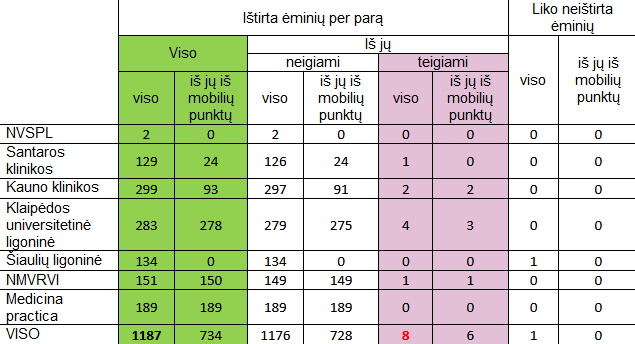 Ištirta ėminių per parą
Liko neištirta
ėminių
Viso
Iš jų
neigiami
teigiami
viso
iš jų iš
mobilių
punktų
viso
iš jų iš
mobilių
punktų
viso
iš jų iš
mobilių
punktų
viso
iš jų iš
mobilių
punktų
NVSPL 2 0 2 0 0 0 0 0
Santaros
klinikos 129 24 126 24 1 0 0 0
Kauno klinikos 299 93 297 91 2 2 0 0
Klaipėdos
universitetinė
ligoninė 283 278 279 275 4 3 0 0
Šiaulių ligoninė 134 0 134 0 0 0 1 0
NMVRVI 151 150 149 149 1 1 0 0
Medicina
practica 189 189 189 189 0 0 0 0
VISO 1187 734 1176 728 8 6 1 0